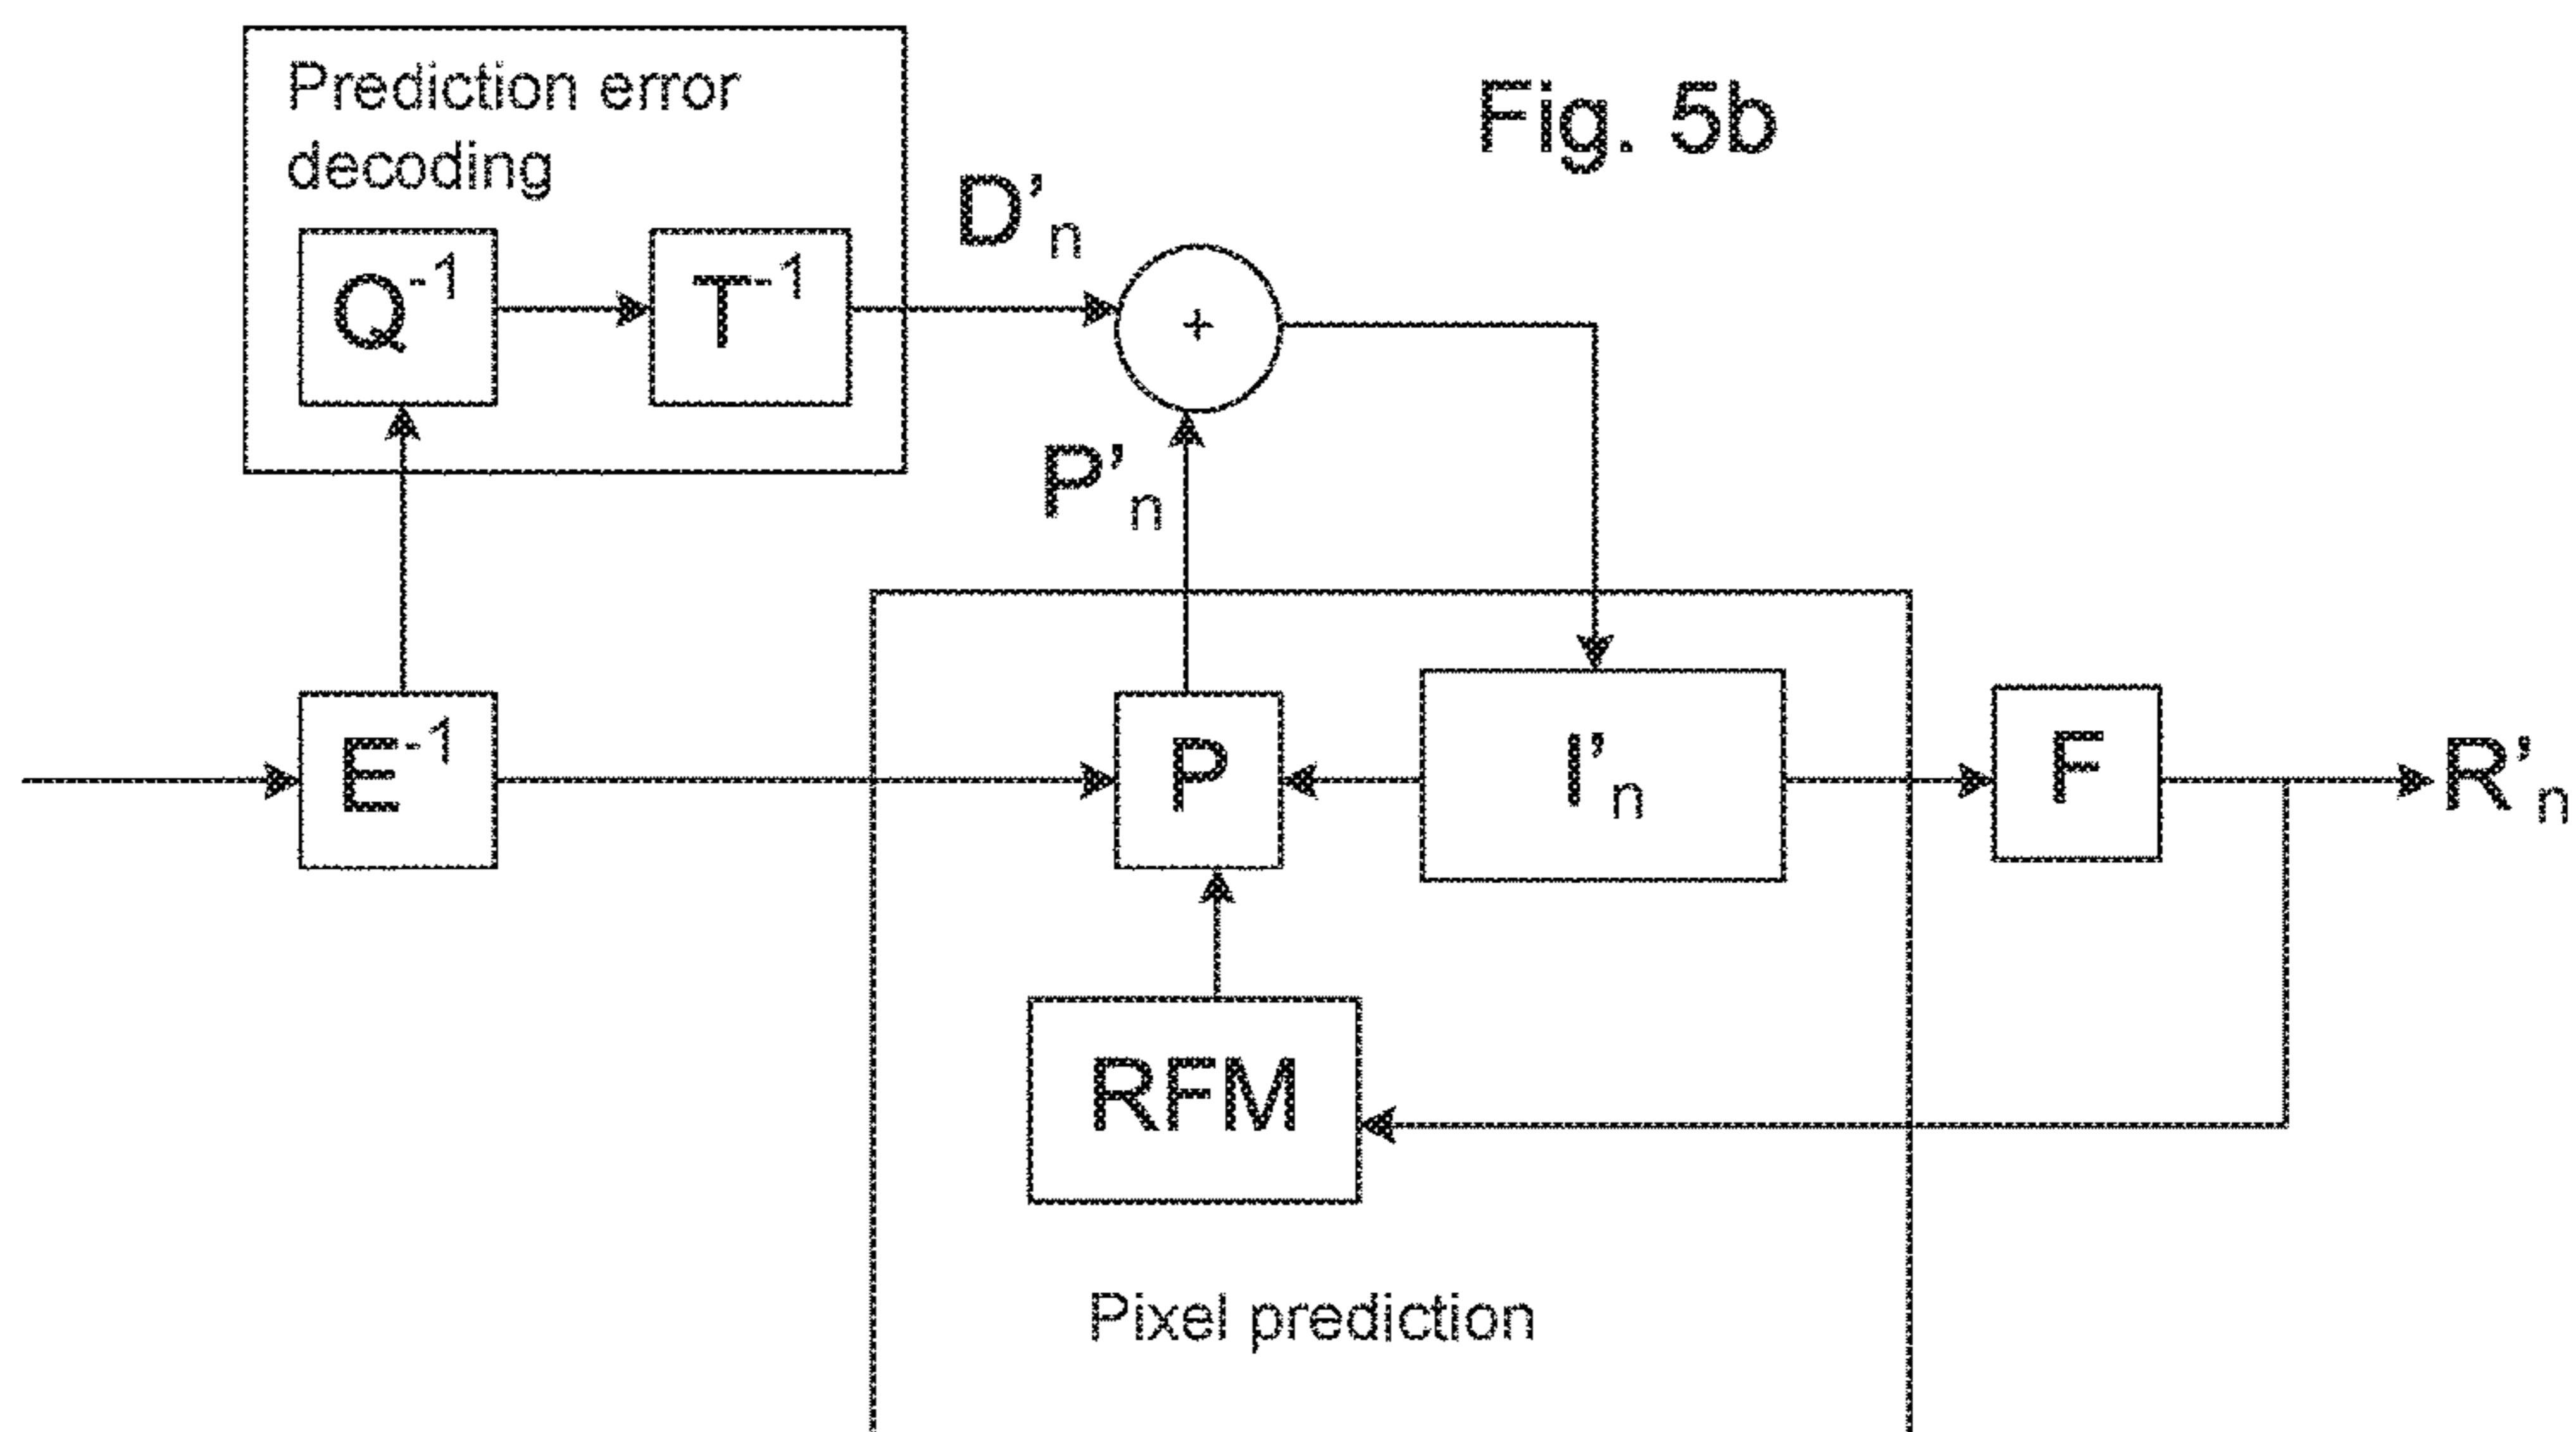 Prediction error
decoding
Fig. 5b
Q⁻¹
T⁻¹
D'ₙ
+
P'ₙ
E⁻¹
P
I'ₙ
F
R'ₙ
RFM
Pixel prediction